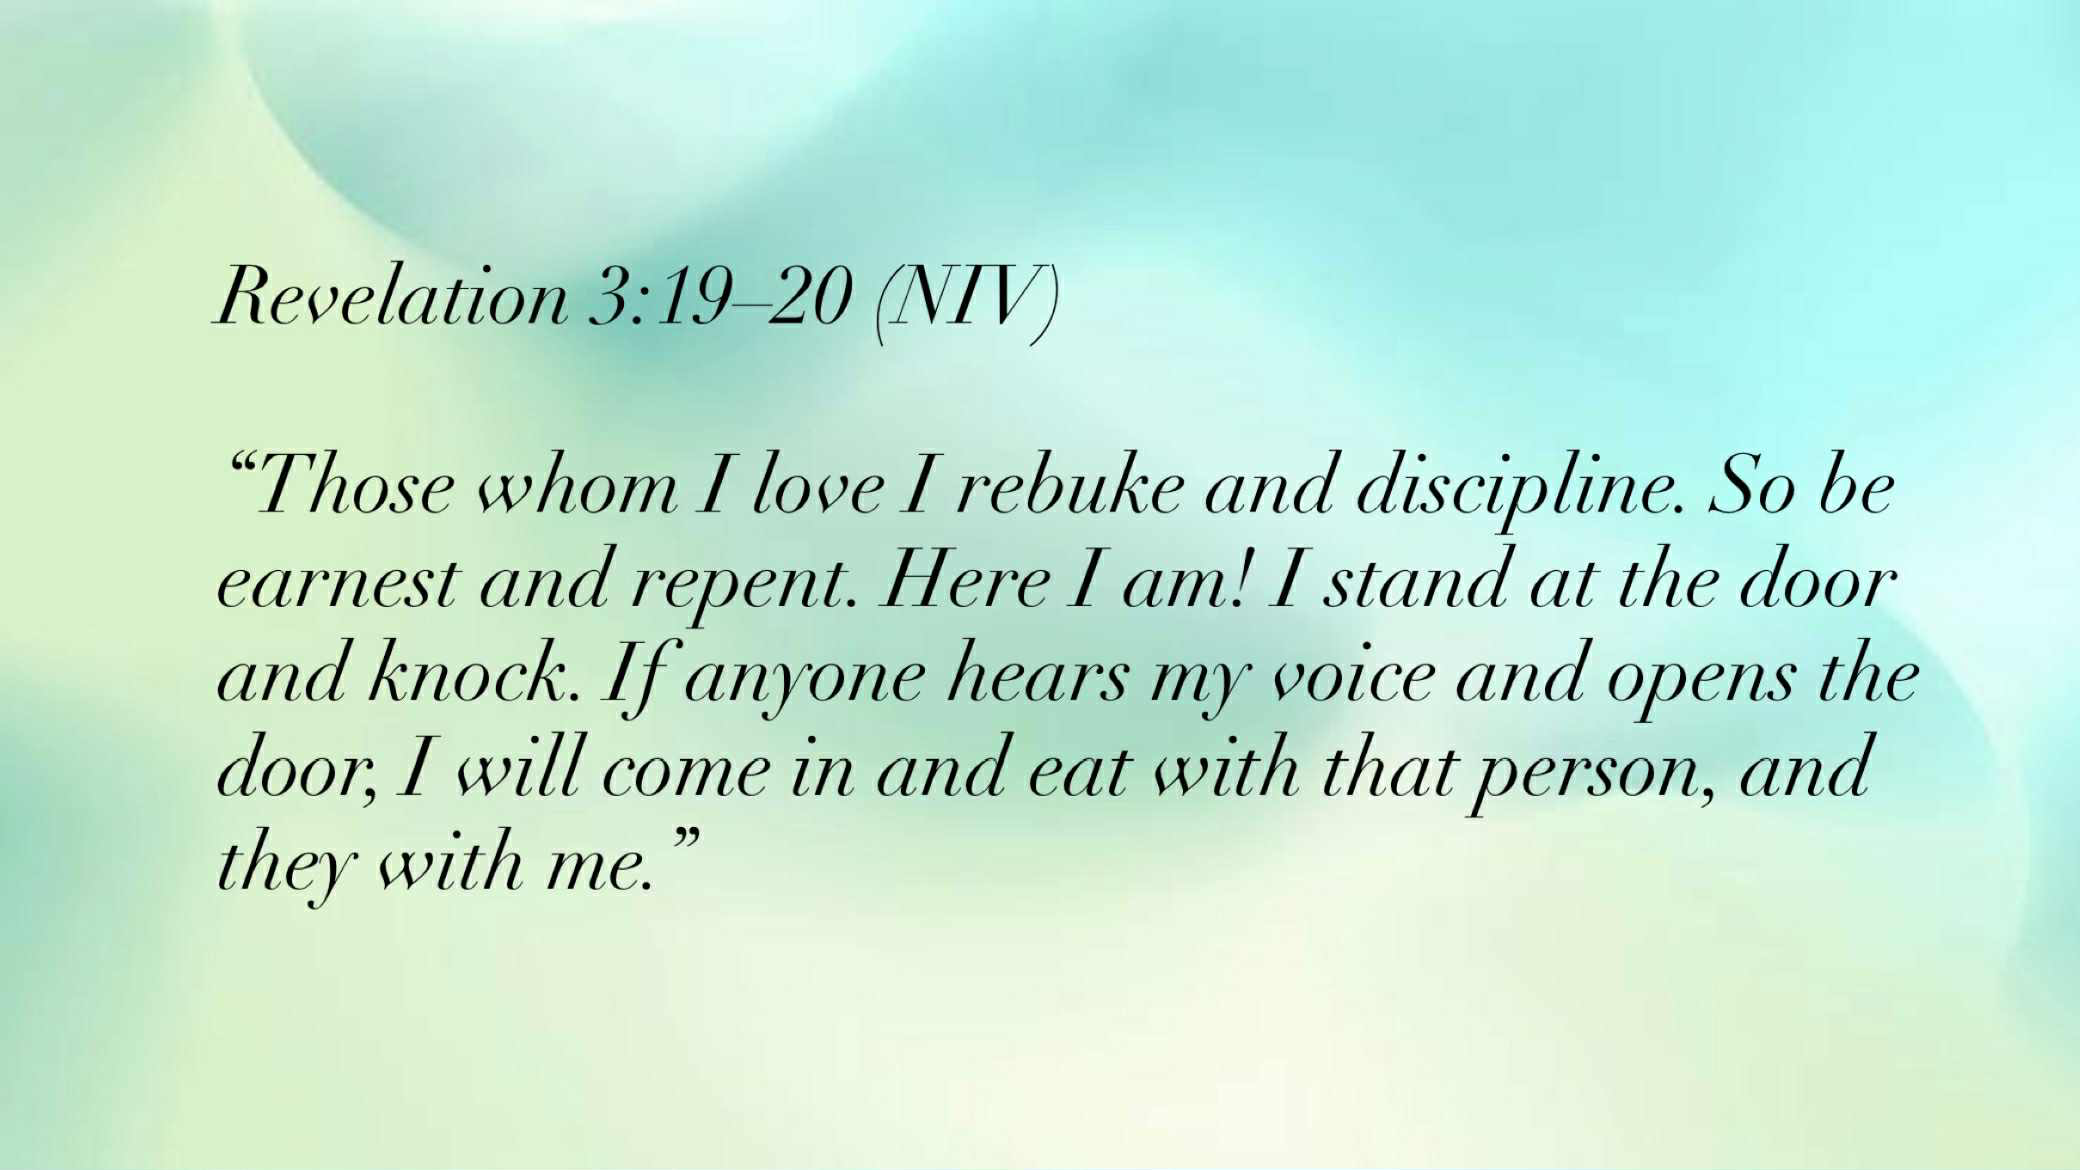 Revelation 3:19–20 (NIV)
“Those whom I love I rebuke and discipline. So be
earnest and repent. Here I am! I stand at the door
and knock. If anyone hears my voice and opens the
door, I will come in and eat with that person, and
they with me.”